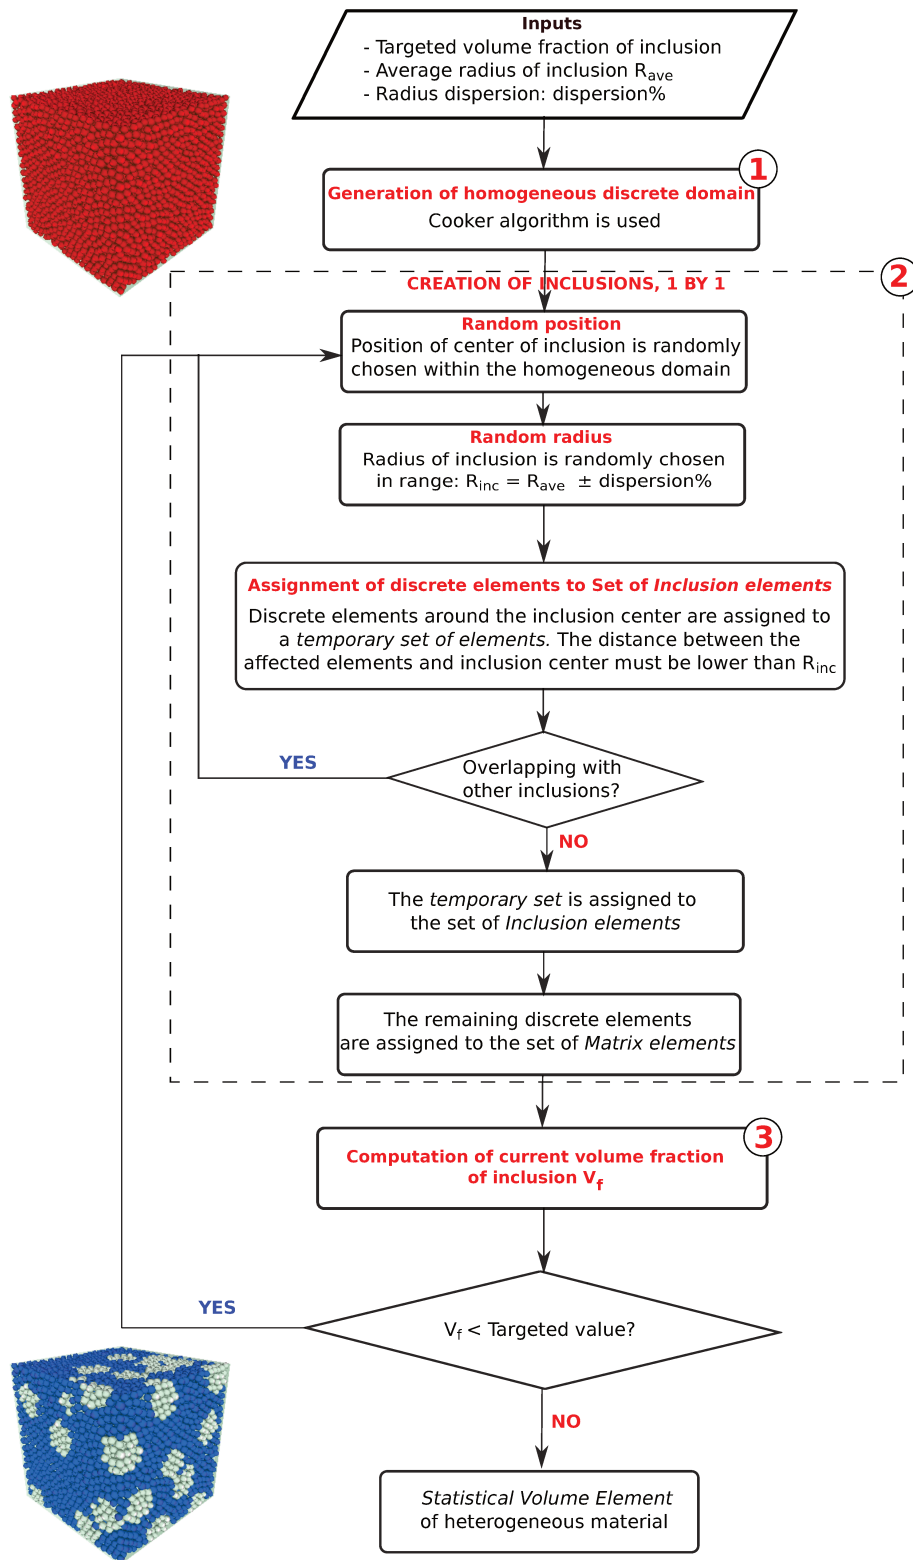 Inputs
- Targeted volume fraction of inclusion
- Average radius of inclusion Rave
- Radius dispersion: dispersion%
1
Generation of homogeneous discrete domain
Cooker algorithm is used
2
CREATION OF INCLUSIONS, 1 BY 1
Random position
Position of center of inclusion is randomly
chosen within the homogeneous domain
Random radius
Radius of inclusion is randomly chosen
in range: Rinc = Rave ± dispersion%
Assignment of discrete elements to Set of Inclusion elements
Discrete elements around the inclusion center are assigned to
a temporary set of elements. The distance between the
affected elements and inclusion center must be lower than Rinc
YES
Overlapping with
other inclusions?
NO
The temporary set is assigned to
the set of Inclusion elements
The remaining discrete elements
are assigned to the set of Matrix elements
3
Computation of current volume fraction
of inclusion Vf
YES
Vf < Targeted value?
NO
Statistical Volume Element
of heterogeneous material